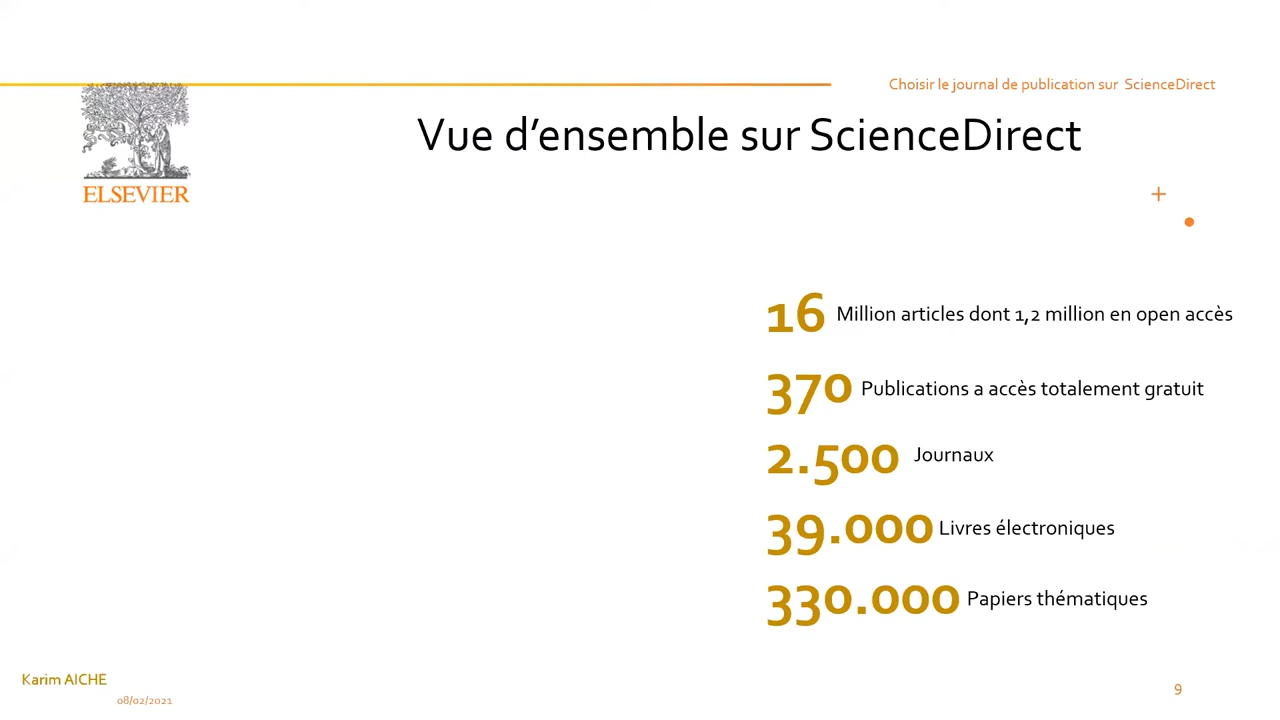 Choisir le journal de publication sur ScienceDirect
Vue d’ensemble sur ScienceDirect
ELSEVIER
16 Million articles dont 1,2 million en open accès
370 Publications a accès totalement gratuit
2.500 Journaux
39.000 Livres électroniques
330.000 Papiers thématiques
Karim AICHE
08/02/2021
9